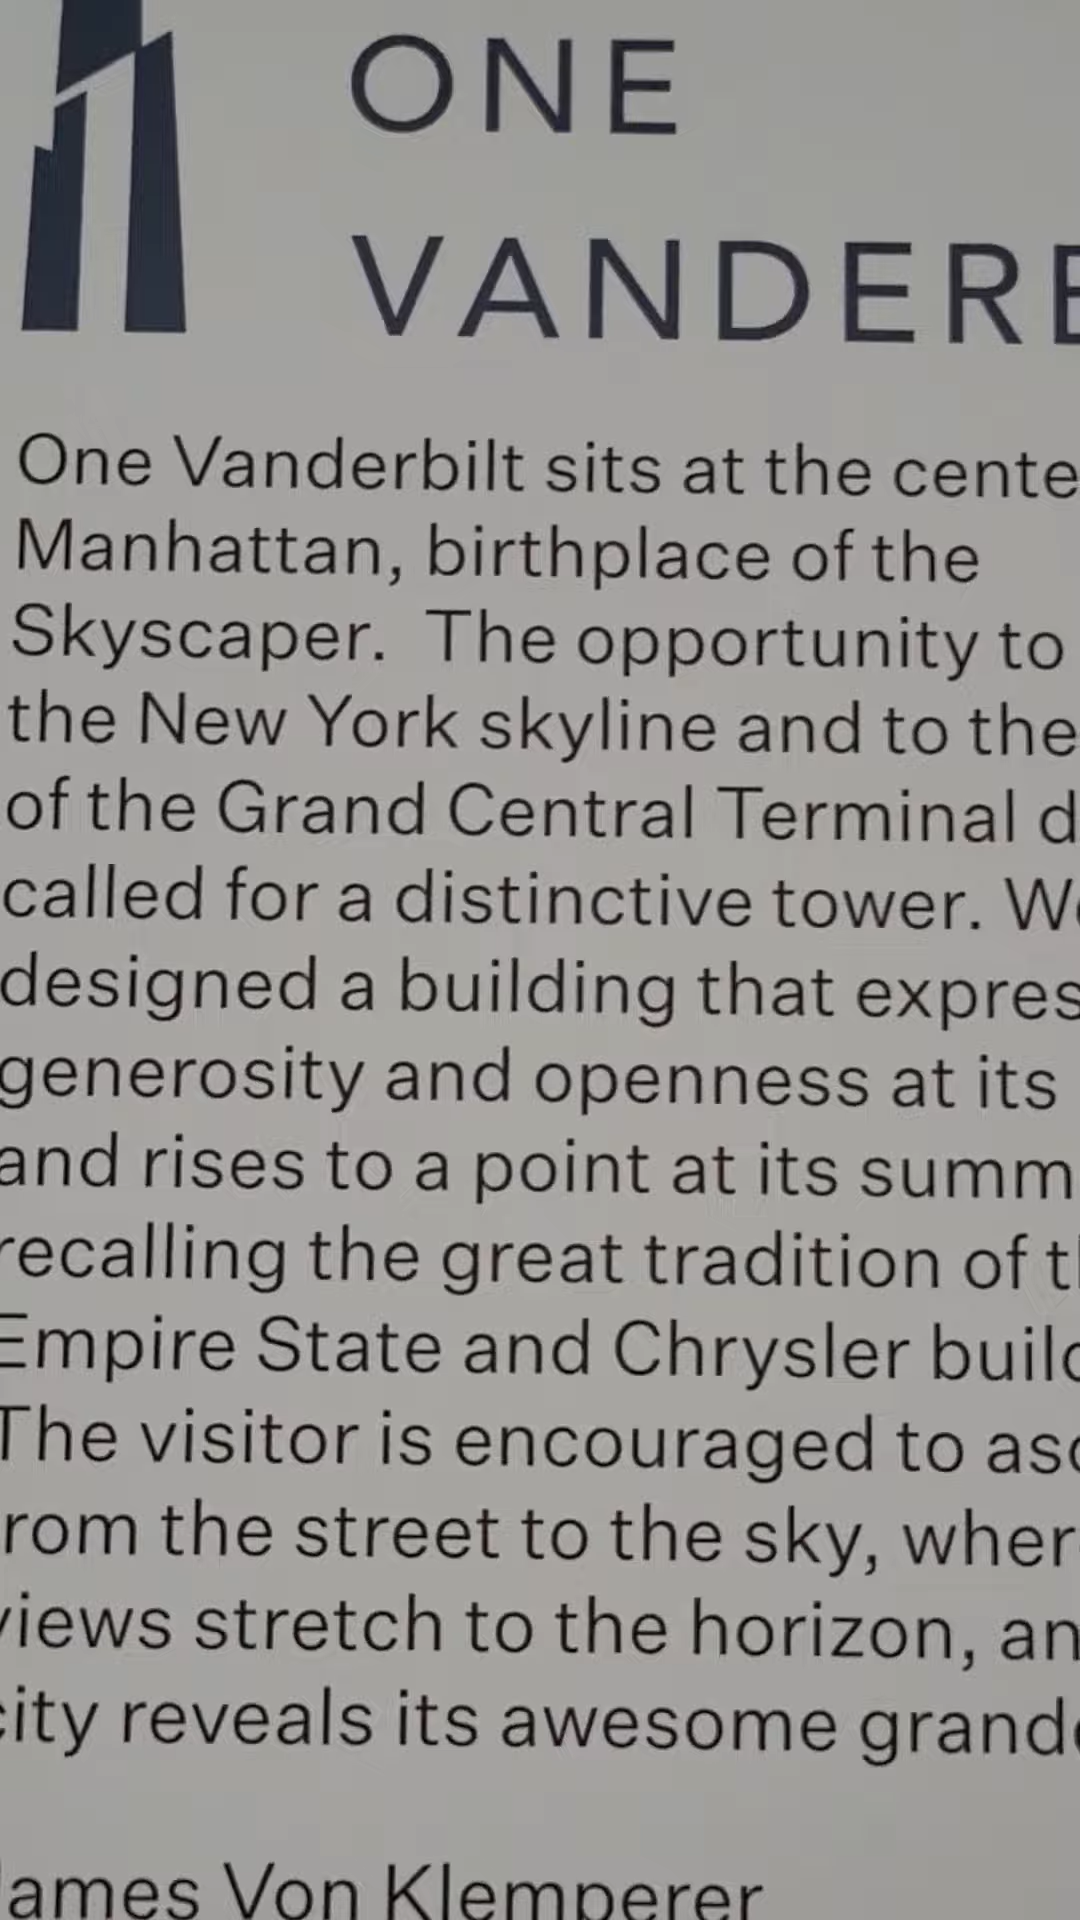 ONE
VANDERB
One Vanderbilt sits at the cente
Manhattan, birthplace of the
Skyscaper. The opportunity to
the New York skyline and to the
of the Grand Central Terminal d
called for a distinctive tower. We
designed a building that expres
generosity and openness at its
and rises to a point at its summ
recalling the great tradition of th
Empire State and Chrysler build
The visitor is encouraged to asc
rom the street to the sky, where
views stretch to the horizon, an
city reveals its awesome grande
James Von Klemperer